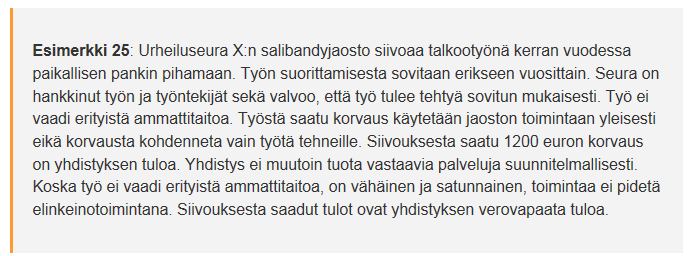 Esimerkki 25: Urheiluseura X:n salibandyjaosto siivoaa talkootyönä kerran vuodessa
paikallisen pankin pihamaan. Työn suorittamisesta sovitaan erikseen vuosittain. Seura on
hankkinut työn ja työntekijät sekä valvoo, että työ tulee tehtyä sovitun mukaisesti. Työ ei
vaadi erityistä ammattitaitoa. Työstä saatu korvaus käytetään jaoston toimintaan yleisesti
eikä korvausta kohdenneta vain työtä tehneille. Siivouksesta saatu 1200 euron korvaus
on yhdistyksen tuloa. Yhdistys ei muutoin tuota vastaavia palveluja suunnitelmallisesti.
Koska työ ei vaadi erityistä ammattitaitoa, on vähäinen ja satunnainen, toimintaa ei pidetä
elinkeinotoimintana. Siivouksesta saadut tulot ovat yhdistyksen verovapaata tuloa.